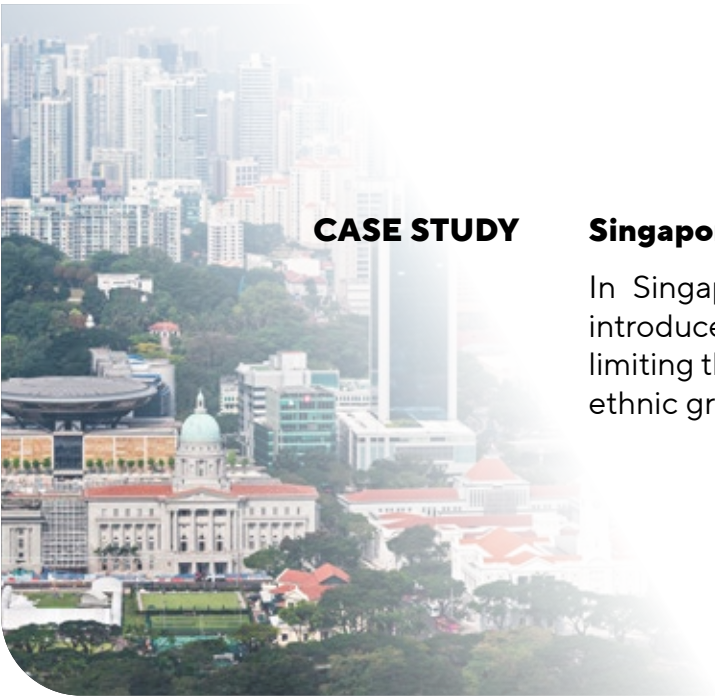 CASE STUDY
Singapo
In Singap
introduce
limiting th
ethnic gr